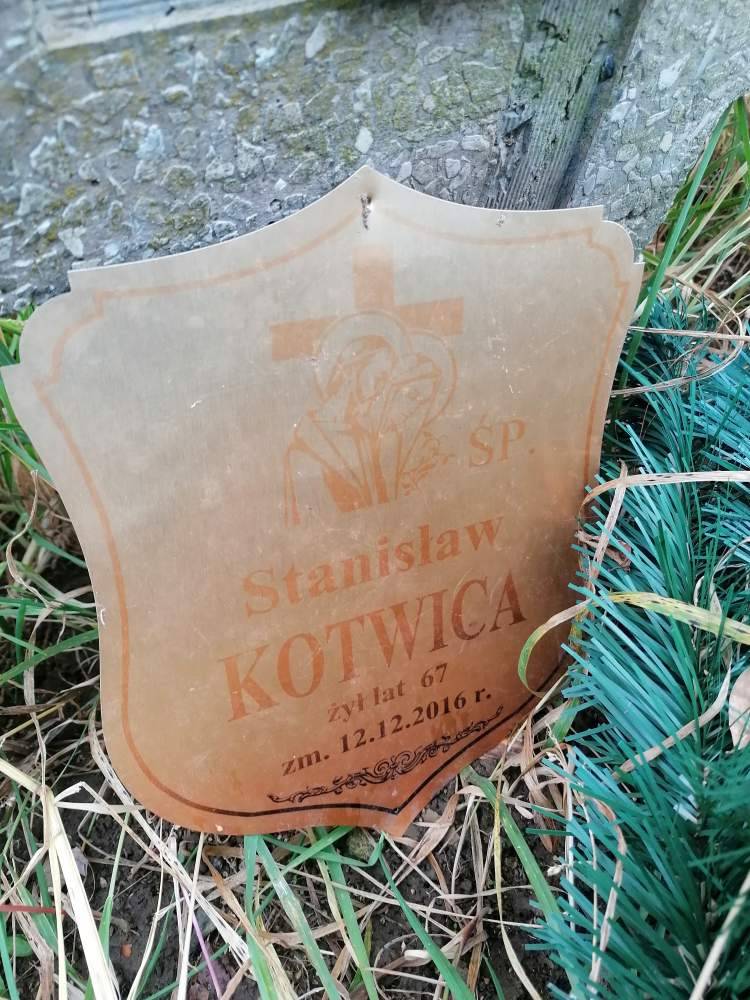 ŚP.
Stanisław
KOTWICA
żył lat 67
zm. 12.12.2016 r.